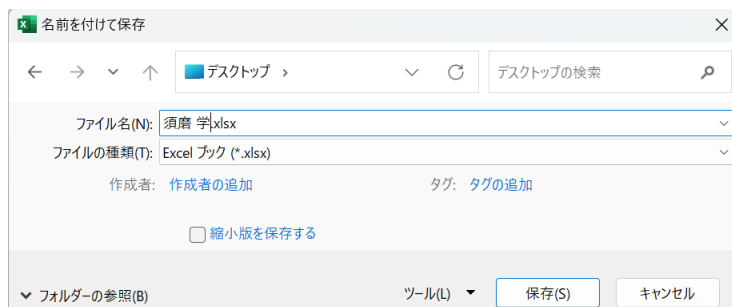 名前を付けて保存
デスクトップ
デスクトップの検索
ファイル名(N): 須磨 学.xlsx
ファイルの種類(T): Excel ブック (*.xlsx)
作成者: 作成者の追加 タグ: タグの追加
縮小版を保存する
フォルダーの参照(B) ツール(L) 保存(S) キャンセル